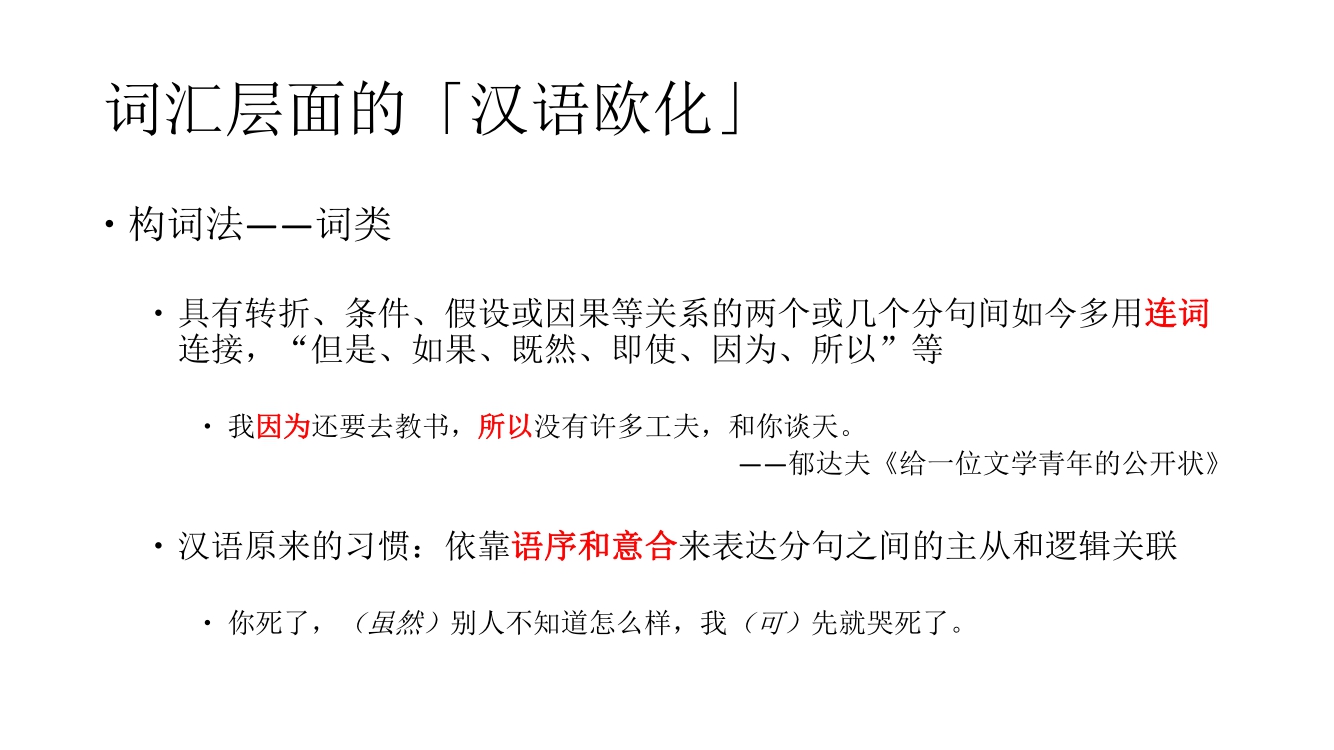 词汇层面的「汉语欧化」
• 构词法——词类
• 具有转折、条件、假设或因果等关系的两个或几个分句间如今多用连词
连接，“但是、如果、既然、即使、因为、所以”等
• 我因为还要去教书，所以没有许多工夫，和你谈天。
——郁达夫《给一位文学青年的公开状》
• 汉语原来的习惯：依靠语序和意合来表达分句之间的主从和逻辑关联
• 你死了，（虽然）别人不知道怎么样，我（可）先就哭死了。